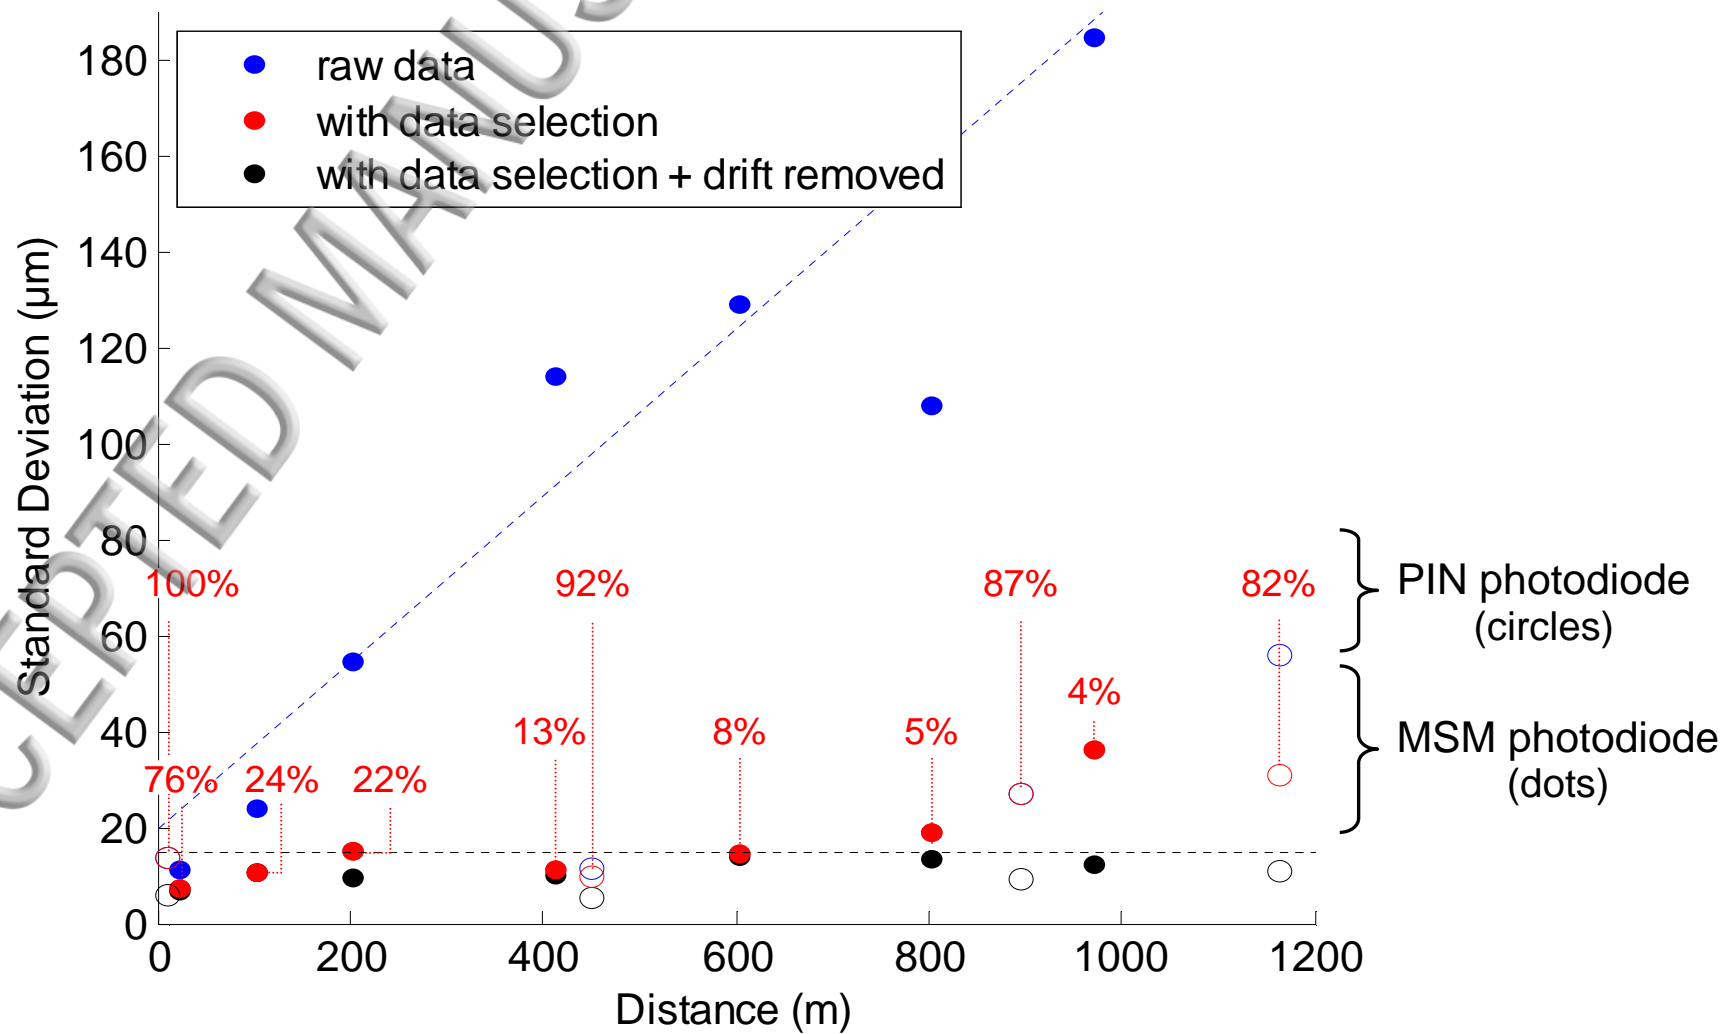 180
160
140
120
100
80
60
40
20
0
Standard Deviation (µm)
raw data
with data selection
with data selection + drift removed
100%
92%
87%
82%
76%
24%
22%
13%
8%
5%
4%
PIN photodiode
(circles)
MSM photodiode
(dots)
0
200
400
600
800
1000
1200
Distance (m)
CEPTED MANUS